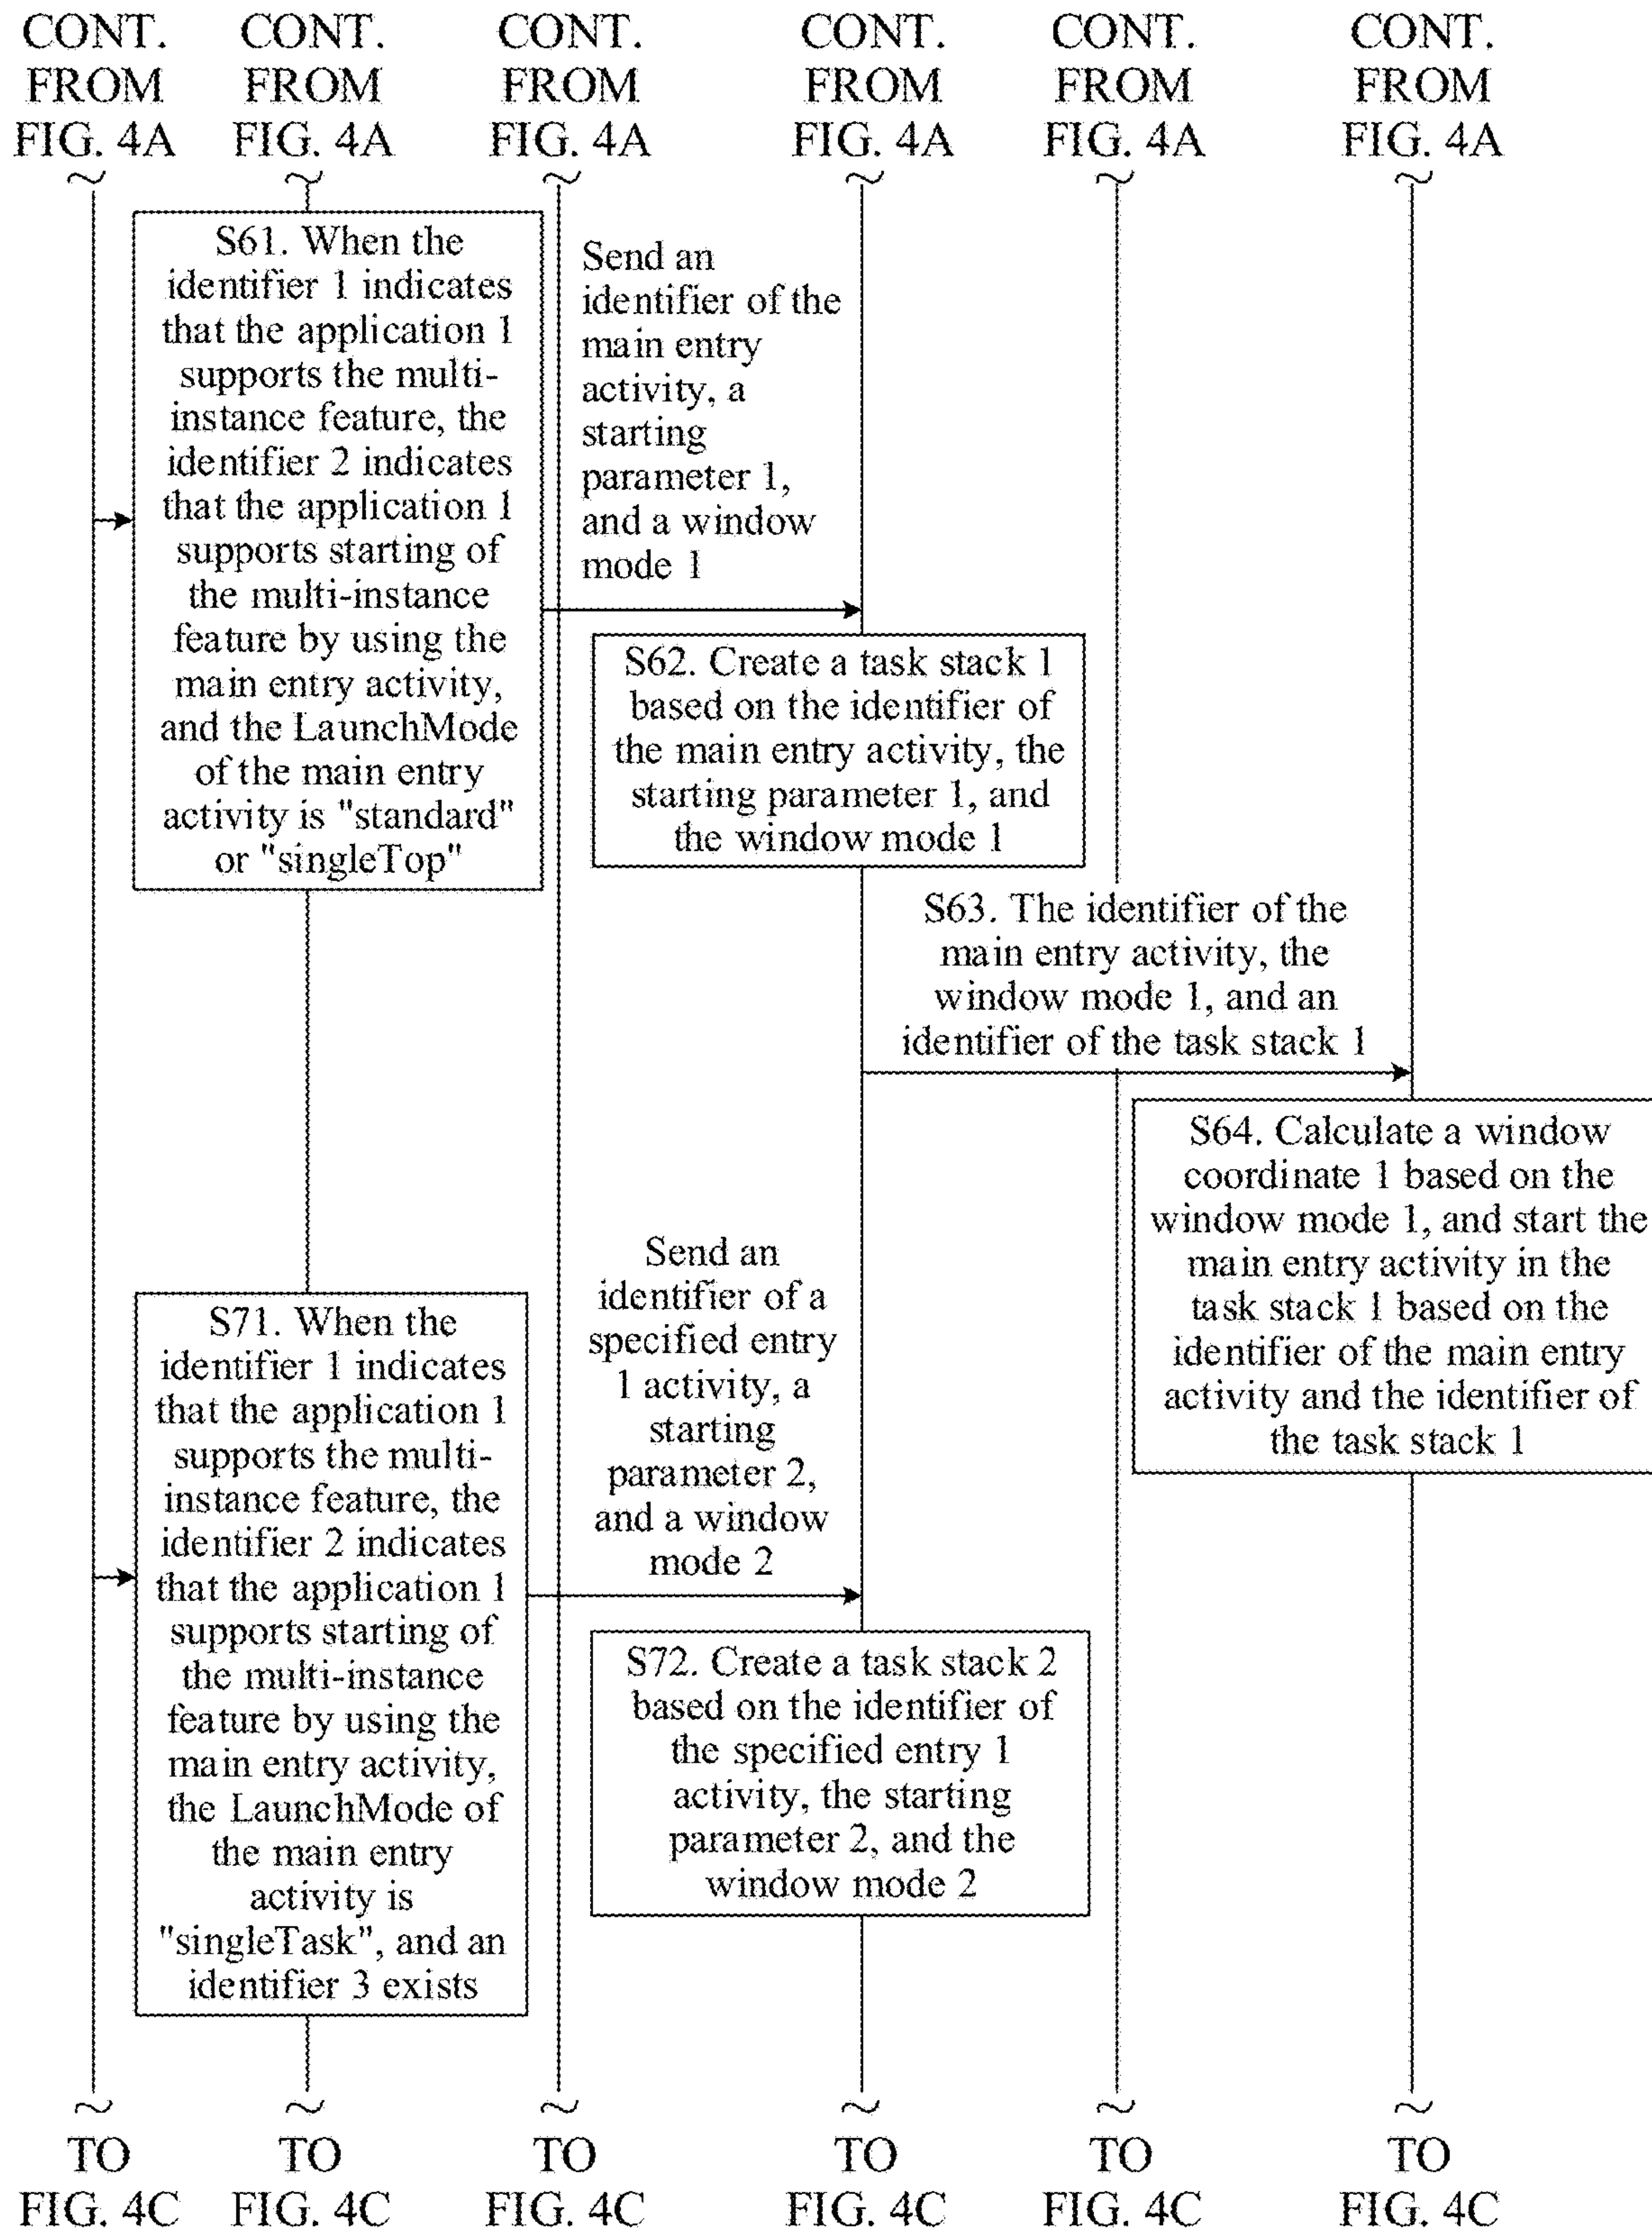 CONT. FROM FIG. 4A
CONT. FROM FIG. 4A
CONT. FROM FIG. 4A
CONT. FROM FIG. 4A
CONT. FROM FIG. 4A
CONT. FROM FIG. 4A
S61. When the
identifier 1 indicates
that the application 1
supports the multi-
instance feature, the
identifier 2 indicates
that the application 1
supports starting of
the multi-instance
feature by using the
main entry activity,
and the LaunchMode
of the main entry
activity is "standard"
or "singleTop"
Send an
identifier of the
main entry
activity, a
starting
parameter 1,
and a window
mode 1
S62. Create a task stack 1
based on the identifier of
the main entry activity, the
starting parameter 1, and
the window mode 1
S63. The identifier of the
main entry activity, the
window mode 1, and an
identifier of the task stack 1
S64. Calculate a window
coordinate 1 based on the
window mode 1, and start the
main entry activity in the
task stack 1 based on the
identifier of the main entry
activity and the identifier of
the task stack 1
S71. When the
identifier 1 indicates
that the application 1
supports the multi-
instance feature, the
identifier 2 indicates
that the application 1
supports starting of
the multi-instance
feature by using the
main entry activity,
the LaunchMode of
the main entry
activity is
"singleTask", and an
identifier 3 exists
Send an
identifier of a
specified entry
1 activity, a
starting
parameter 2,
and a window
mode 2
S72. Create a task stack 2
based on the identifier of
the specified entry 1
activity, the starting
parameter 2, and the
window mode 2
TO FIG. 4C
TO FIG. 4C
TO FIG. 4C
TO FIG. 4C
TO FIG. 4C
TO FIG. 4C